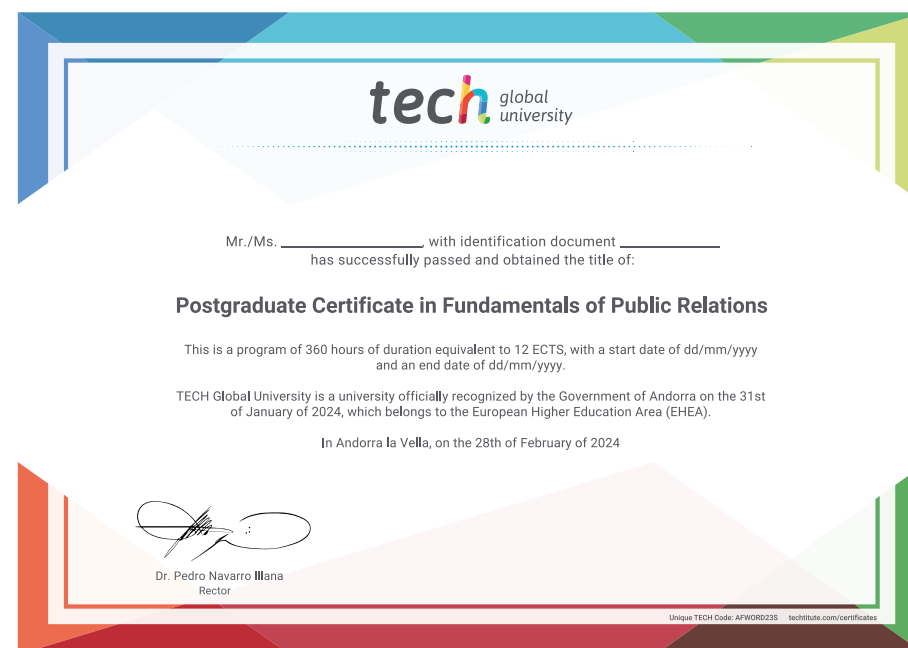 tech global
university
Mr./Ms. ____________, with identification document ____________
has successfully passed and obtained the title of:
Postgraduate Certificate in Fundamentals of Public Relations
This is a program of 360 hours of duration equivalent to 12 ECTS, with a start date of dd/mm/yyyy
and an end date of dd/mm/yyyy.
TECH Global University is a university officially recognized by the Government of Andorra on the 31st
of January of 2024, which belongs to the European Higher Education Area (EHEA).
In Andorra la Vella, on the 28th of February of 2024
Dr. Pedro Navarro Illana
Rector
Unique TECH Code: AFWORD23S techtitute.com/certificates